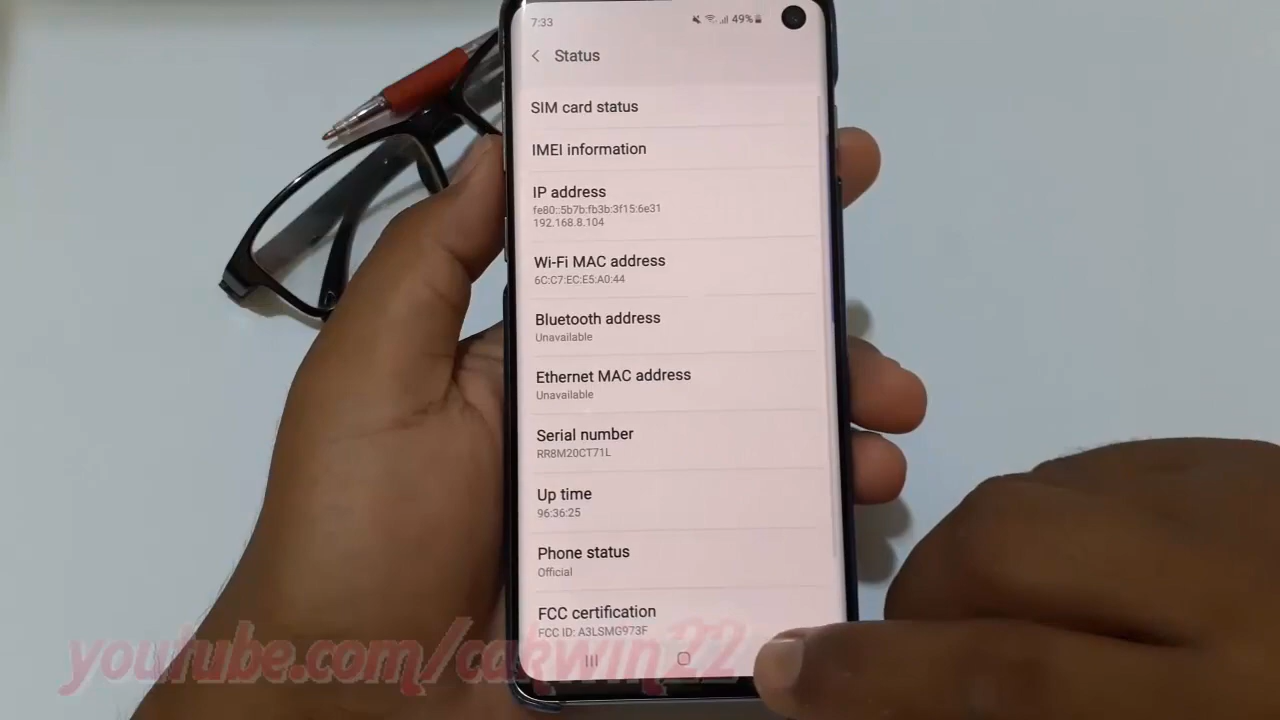 7:33
49%
Status
SIM card status
IMEI information
IP address
fe80::5b7b:fb3b:3f15:6e31
192.168.8.104
Wi-Fi MAC address
6C:C7:EC:E5:A0:44
Bluetooth address
Unavailable
Ethernet MAC address
Unavailable
Serial number
RR8M20CT71L
Up time
96:36:25
Phone status
Official
FCC certification
FCC ID: A3LSMG973F
youtube.com/cakwin22